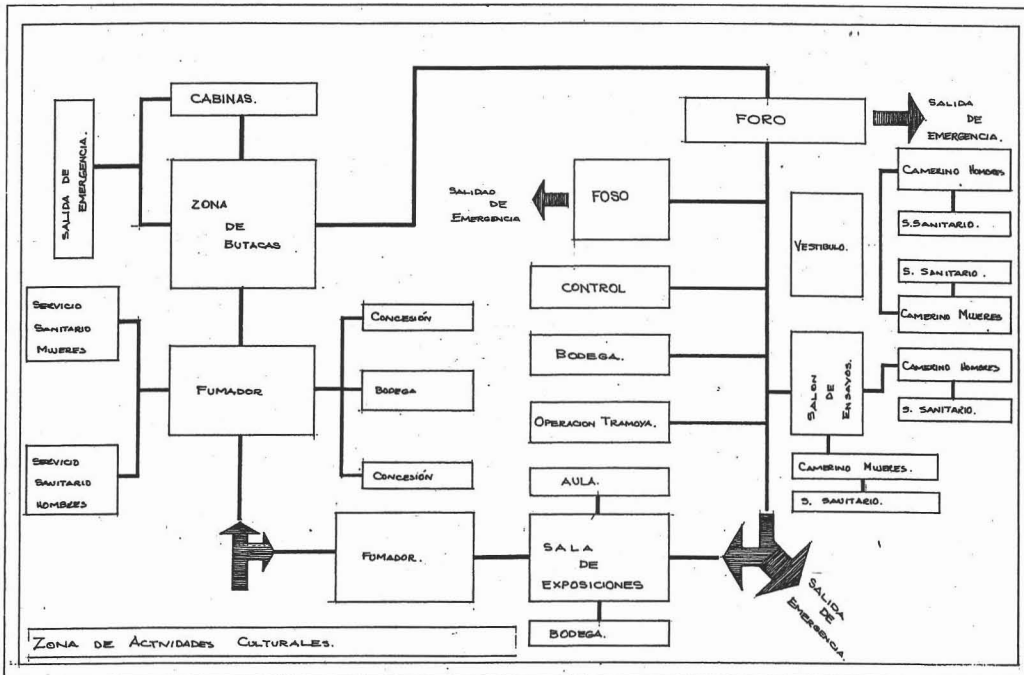 CABINAS.
FORO
SALIDA
DE
EMERGENCIA.
SALIDA DE
EMERGENCIA.
ZONA
DE
BUTACAS
SALIDAD
DE
EMERGENCIA
FOSO
CAMERINO HOMBRES
S.SANITARIO.
VESTIBULO.
S. SANITARIO.
CAMERINO MUJERES
CONTROL
SERVICIO
SANITARIO
MUJERES
CONCESIÓN
FUMADOR
BODEGA
BODEGA.
SALON
DE
ENSAYOS.
CAMERINO HOMBRES
S. SANITARIO.
OPERACION TRAMOYA.
SERVICIO
SANITARIO
HOMBRES
CONCESIÓN
CAMERINO MUJERES.
S. SANITARIO.
AULA.
FUMADOR.
SALA
DE
EXPOSICIONES
BODEGA.
SALIDA
DE
EMERGENCIA.
ZONA DE ACTIVIDADES CULTURALES.